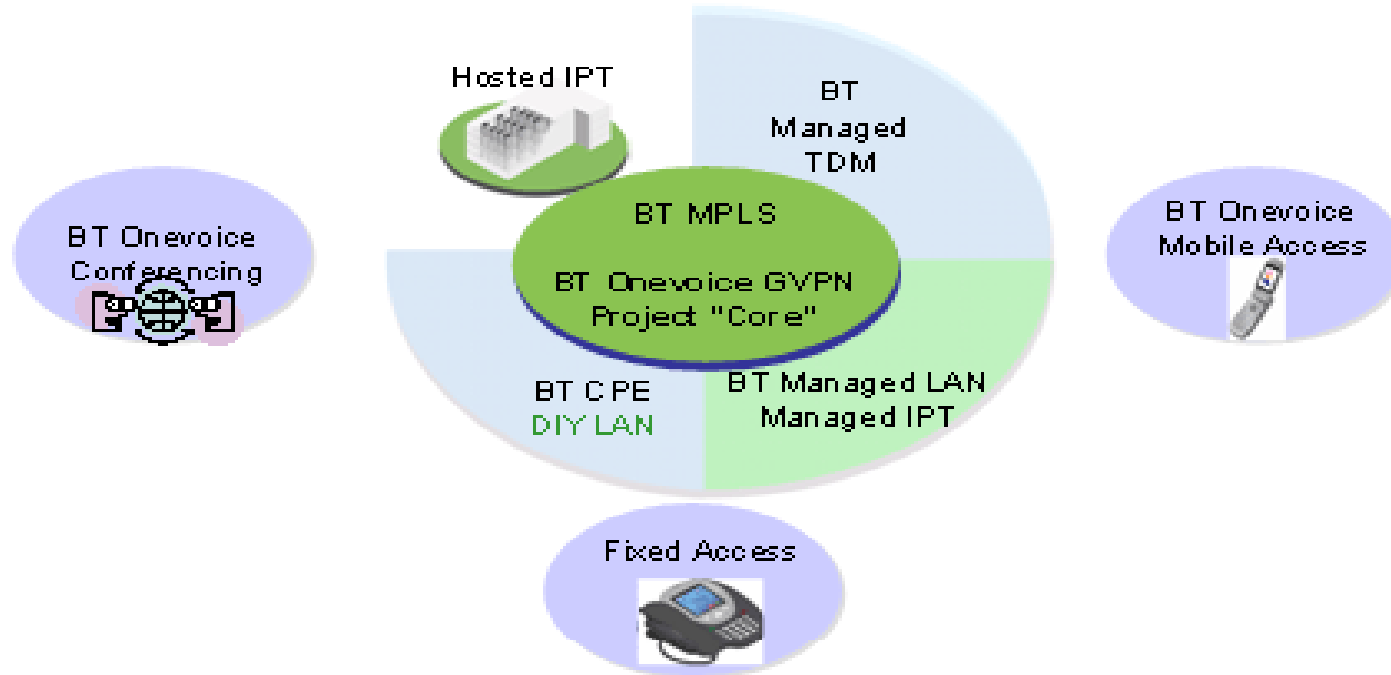 Hosted IPT
BT
Managed
TDM
BT Onevoice
Conferencing
BT MPLS
BT Onevoice GVPN
Project "Core"
BT Onevoice
Mobile Access
BT CPE
DIY LAN
BT Managed LAN
Managed IPT
Fixed Access